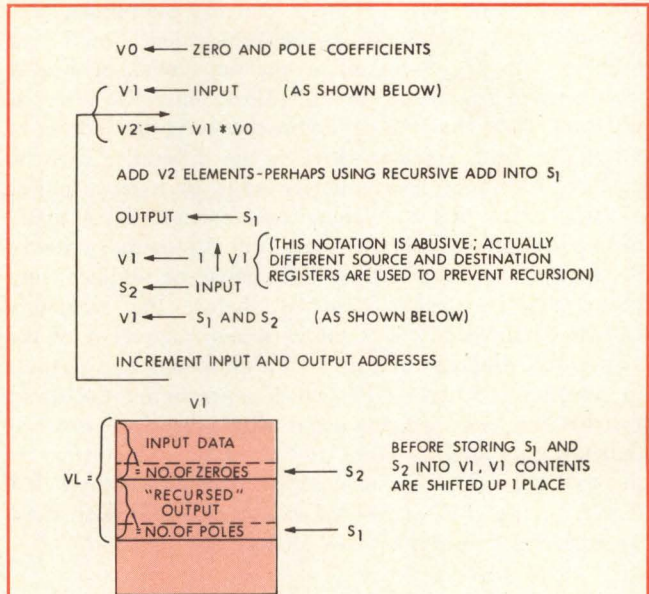 V0 ← ZERO AND POLE COEFFICIENTS
V1 ← INPUT (AS SHOWN BELOW)
V2 ← V1 * V0
ADD V2 ELEMENTS-PERHAPS USING RECURSIVE ADD INTO S₁
OUTPUT ← S₁
V1 ← 1 ↑ V1 (THIS NOTATION IS ABUSIVE; ACTUALLY
DIFFERENT SOURCE AND DESTINATION
REGISTERS ARE USED TO PREVENT RECURSION)
S₂ ← INPUT
V1 ← S₁ AND S₂ (AS SHOWN BELOW)
INCREMENT INPUT AND OUTPUT ADDRESSES
V1
VL =
INPUT DATA
= NO. OF ZEROES
← S₂
"RECURSED"
OUTPUT
= NO. OF POLES
← S₁
BEFORE STORING S₁ AND
S₂ INTO V1, V1 CONTENTS
ARE SHIFTED UP 1 PLACE